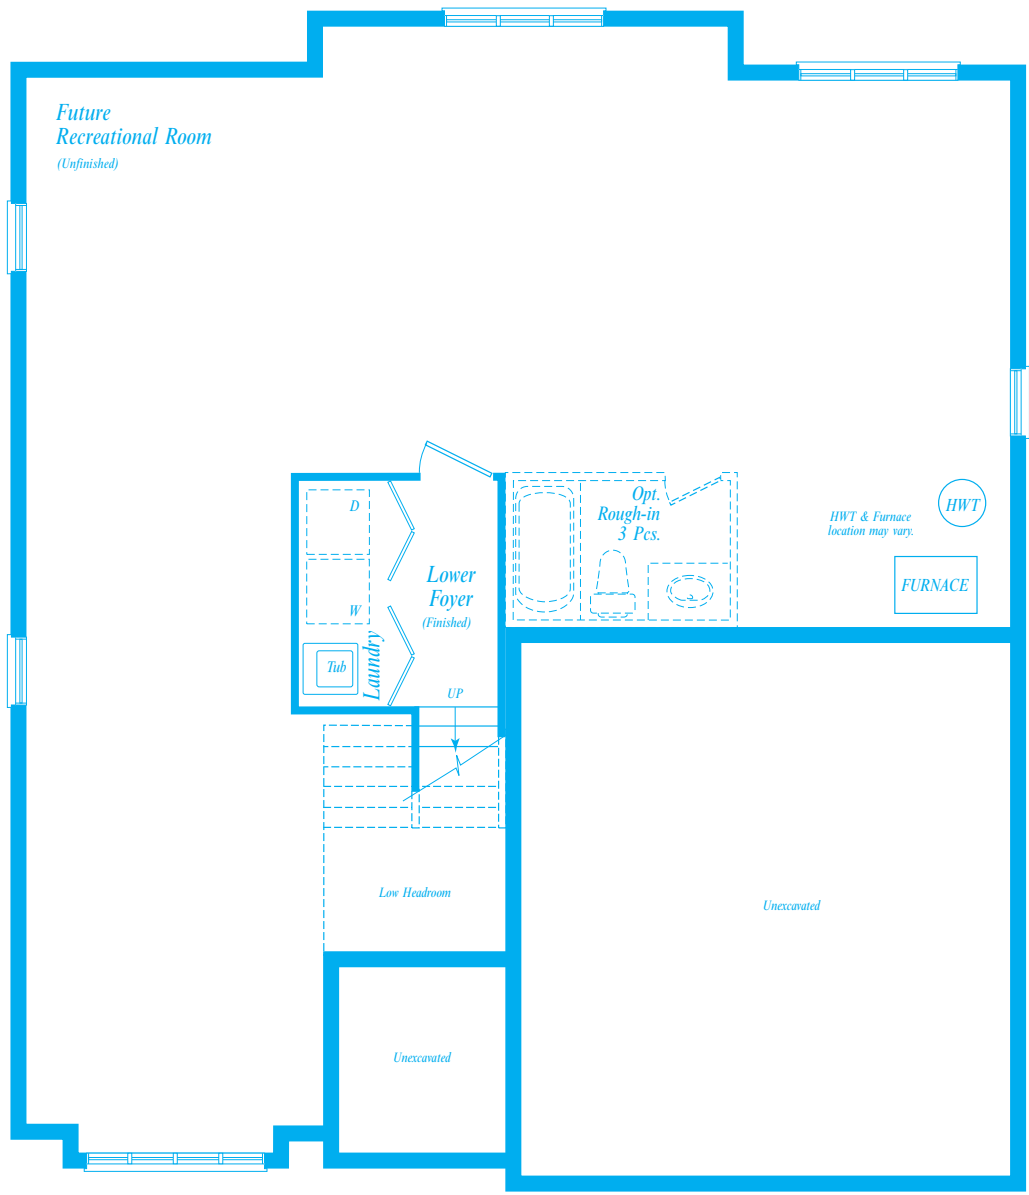 Future
Recreational Room
(Unfinished)
Opt.
Rough-in
3 Pcs.
D
HWT
HWT & Furnace
location may vary.
Lower
Foyer
(Finished)
FURNACE
W
Laundry
Tub
UP
Low Headroom
Unexcavated
Unexcavated